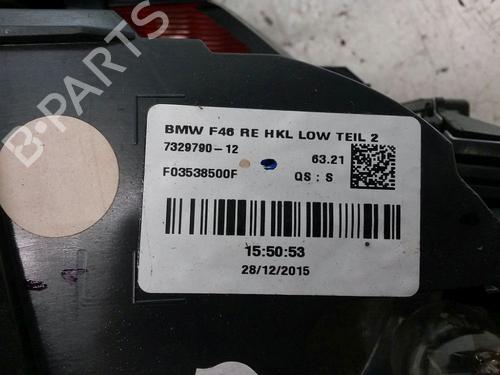 BMW F46 RE HKL LOW TEIL 2
7329790-12
63.21
F03538500F
QS : S
15:50:53
28/12/2015
B-PARTS